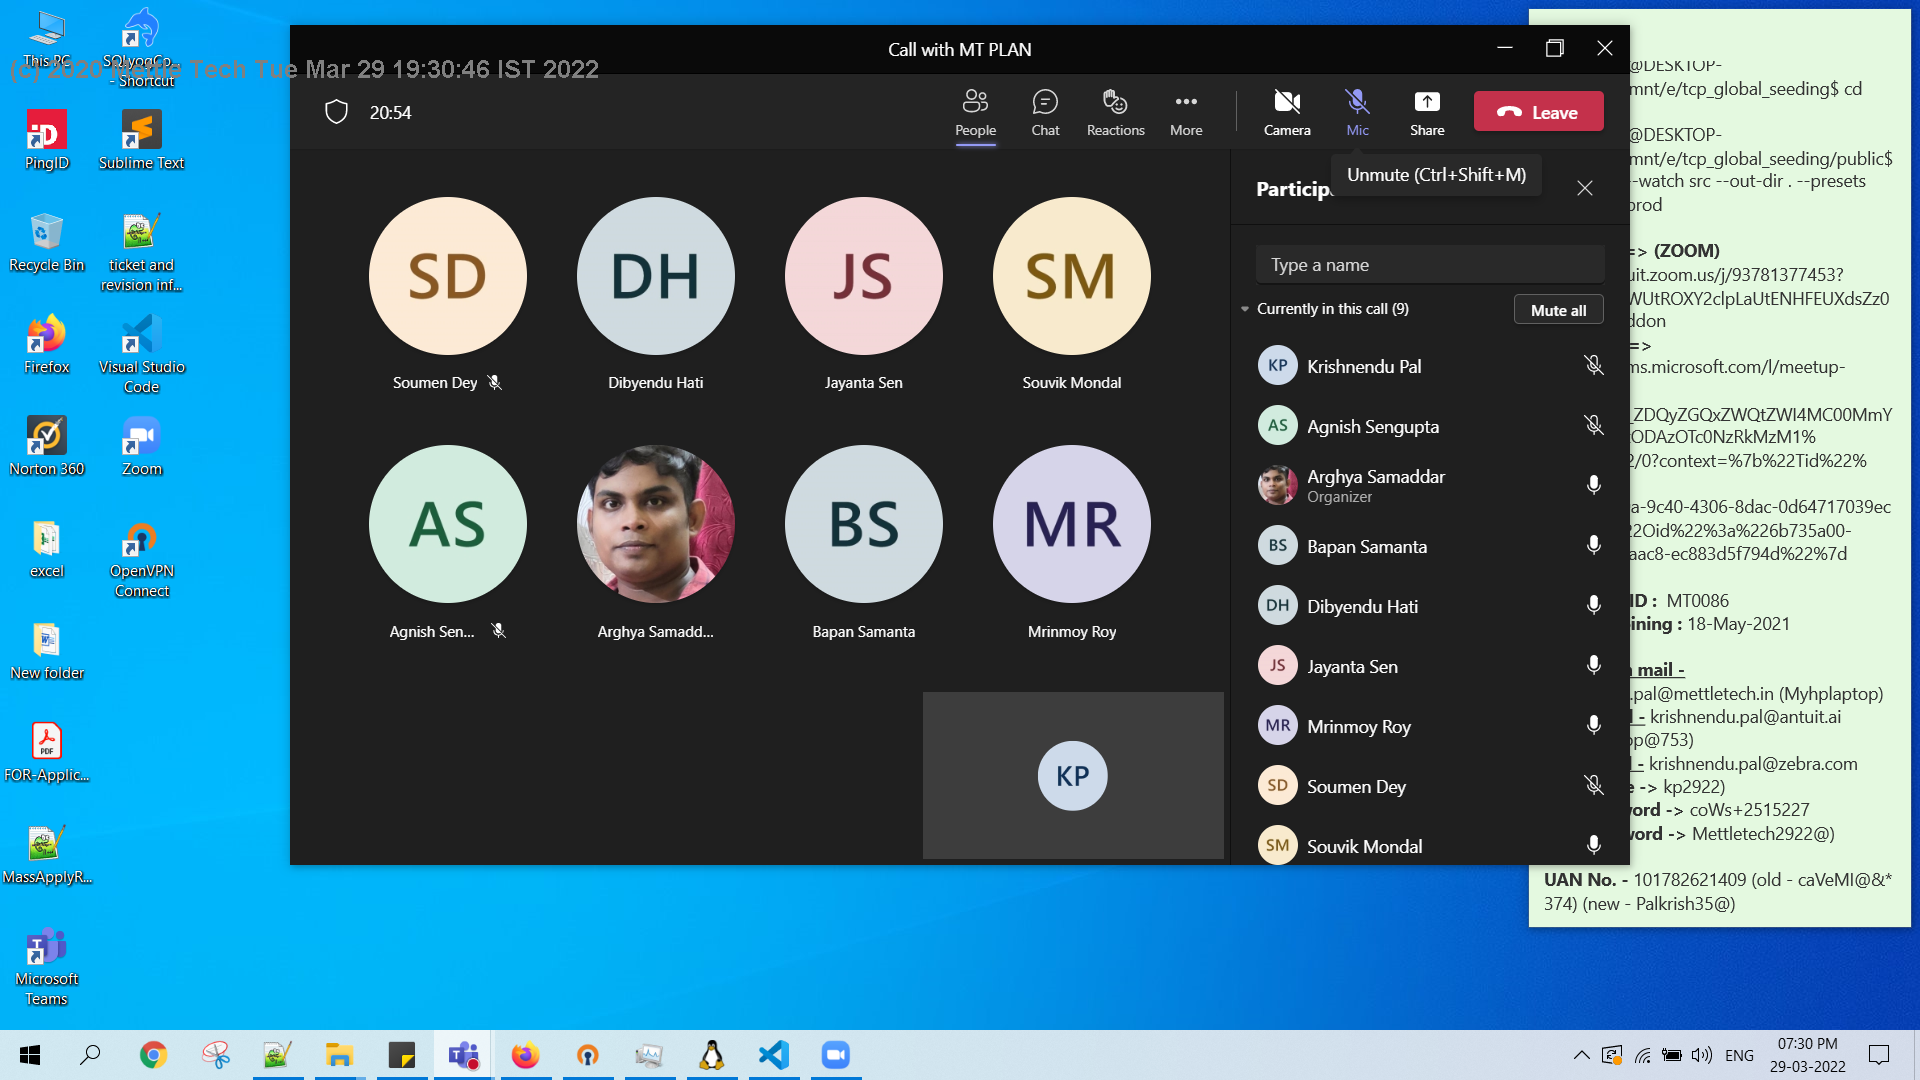 This PC
SQLyogCo...
- Shortcut
(c) 2020 Mettle Tech Tue Mar 29 19:30:46 IST 2022
PingID
Sublime Text
Recycle Bin
ticket and
revision inf...
Firefox
Visual Studio
Code
Norton 360
Zoom
excel
OpenVPN
Connect
New folder
FOR-Applic...
MassApplyR...
Microsoft
Teams
Call with MT PLAN
20:54
People
Chat
Reactions
More
Camera
Mic
Share
Leave
Unmute (Ctrl+Shift+M)
SD
Soumen Dey
DH
Dibyendu Hati
JS
Jayanta Sen
SM
Souvik Mondal
AS
Agnish Sen...
Arghya Samadd...
BS
Bapan Samanta
MR
Mrinmoy Roy
KP
Particip
Type a name
Currently in this call (9)
Mute all
KP Krishnendu Pal
AS Agnish Sengupta
Arghya Samaddar
Organizer
BS Bapan Samanta
DH Dibyendu Hati
JS Jayanta Sen
MR Mrinmoy Roy
SD Soumen Dey
SM Souvik Mondal
@DESKTOP-
mnt/e/tcp_global_seeding$ cd
@DESKTOP-
mnt/e/tcp_global_seeding/public$
--watch src --out-dir . --presets
prod
=> (ZOOM)
uit.zoom.us/j/93781377453?
WUtROXY2clpLaUtENHFEUXdsZz0
ddon
=>
ms.microsoft.com/l/meetup-
_ZDQyZGQxZWQtZWI4MC00MmY
ODAzOTc0NzRkMzM1%
2/0?context=%7b%22Tid%22%
a-9c40-4306-8dac-0d64717039ec
22Oid%22%3a%226b735a00-
aac8-ec883d5f794d%22%7d
ID : MT0086
ining : 18-May-2021
mail -
.pal@mettletech.in (Myhplaptop)
- krishnendu.pal@antuit.ai
op@753)
- krishnendu.pal@zebra.com
e -> kp2922)
word -> coWs+2515227
word -> Mettletech2922@)
UAN No. - 101782621409 (old - caVeMI@&*
374) (new - Palkrish35@)
ENG
07:30 PM
29-03-2022